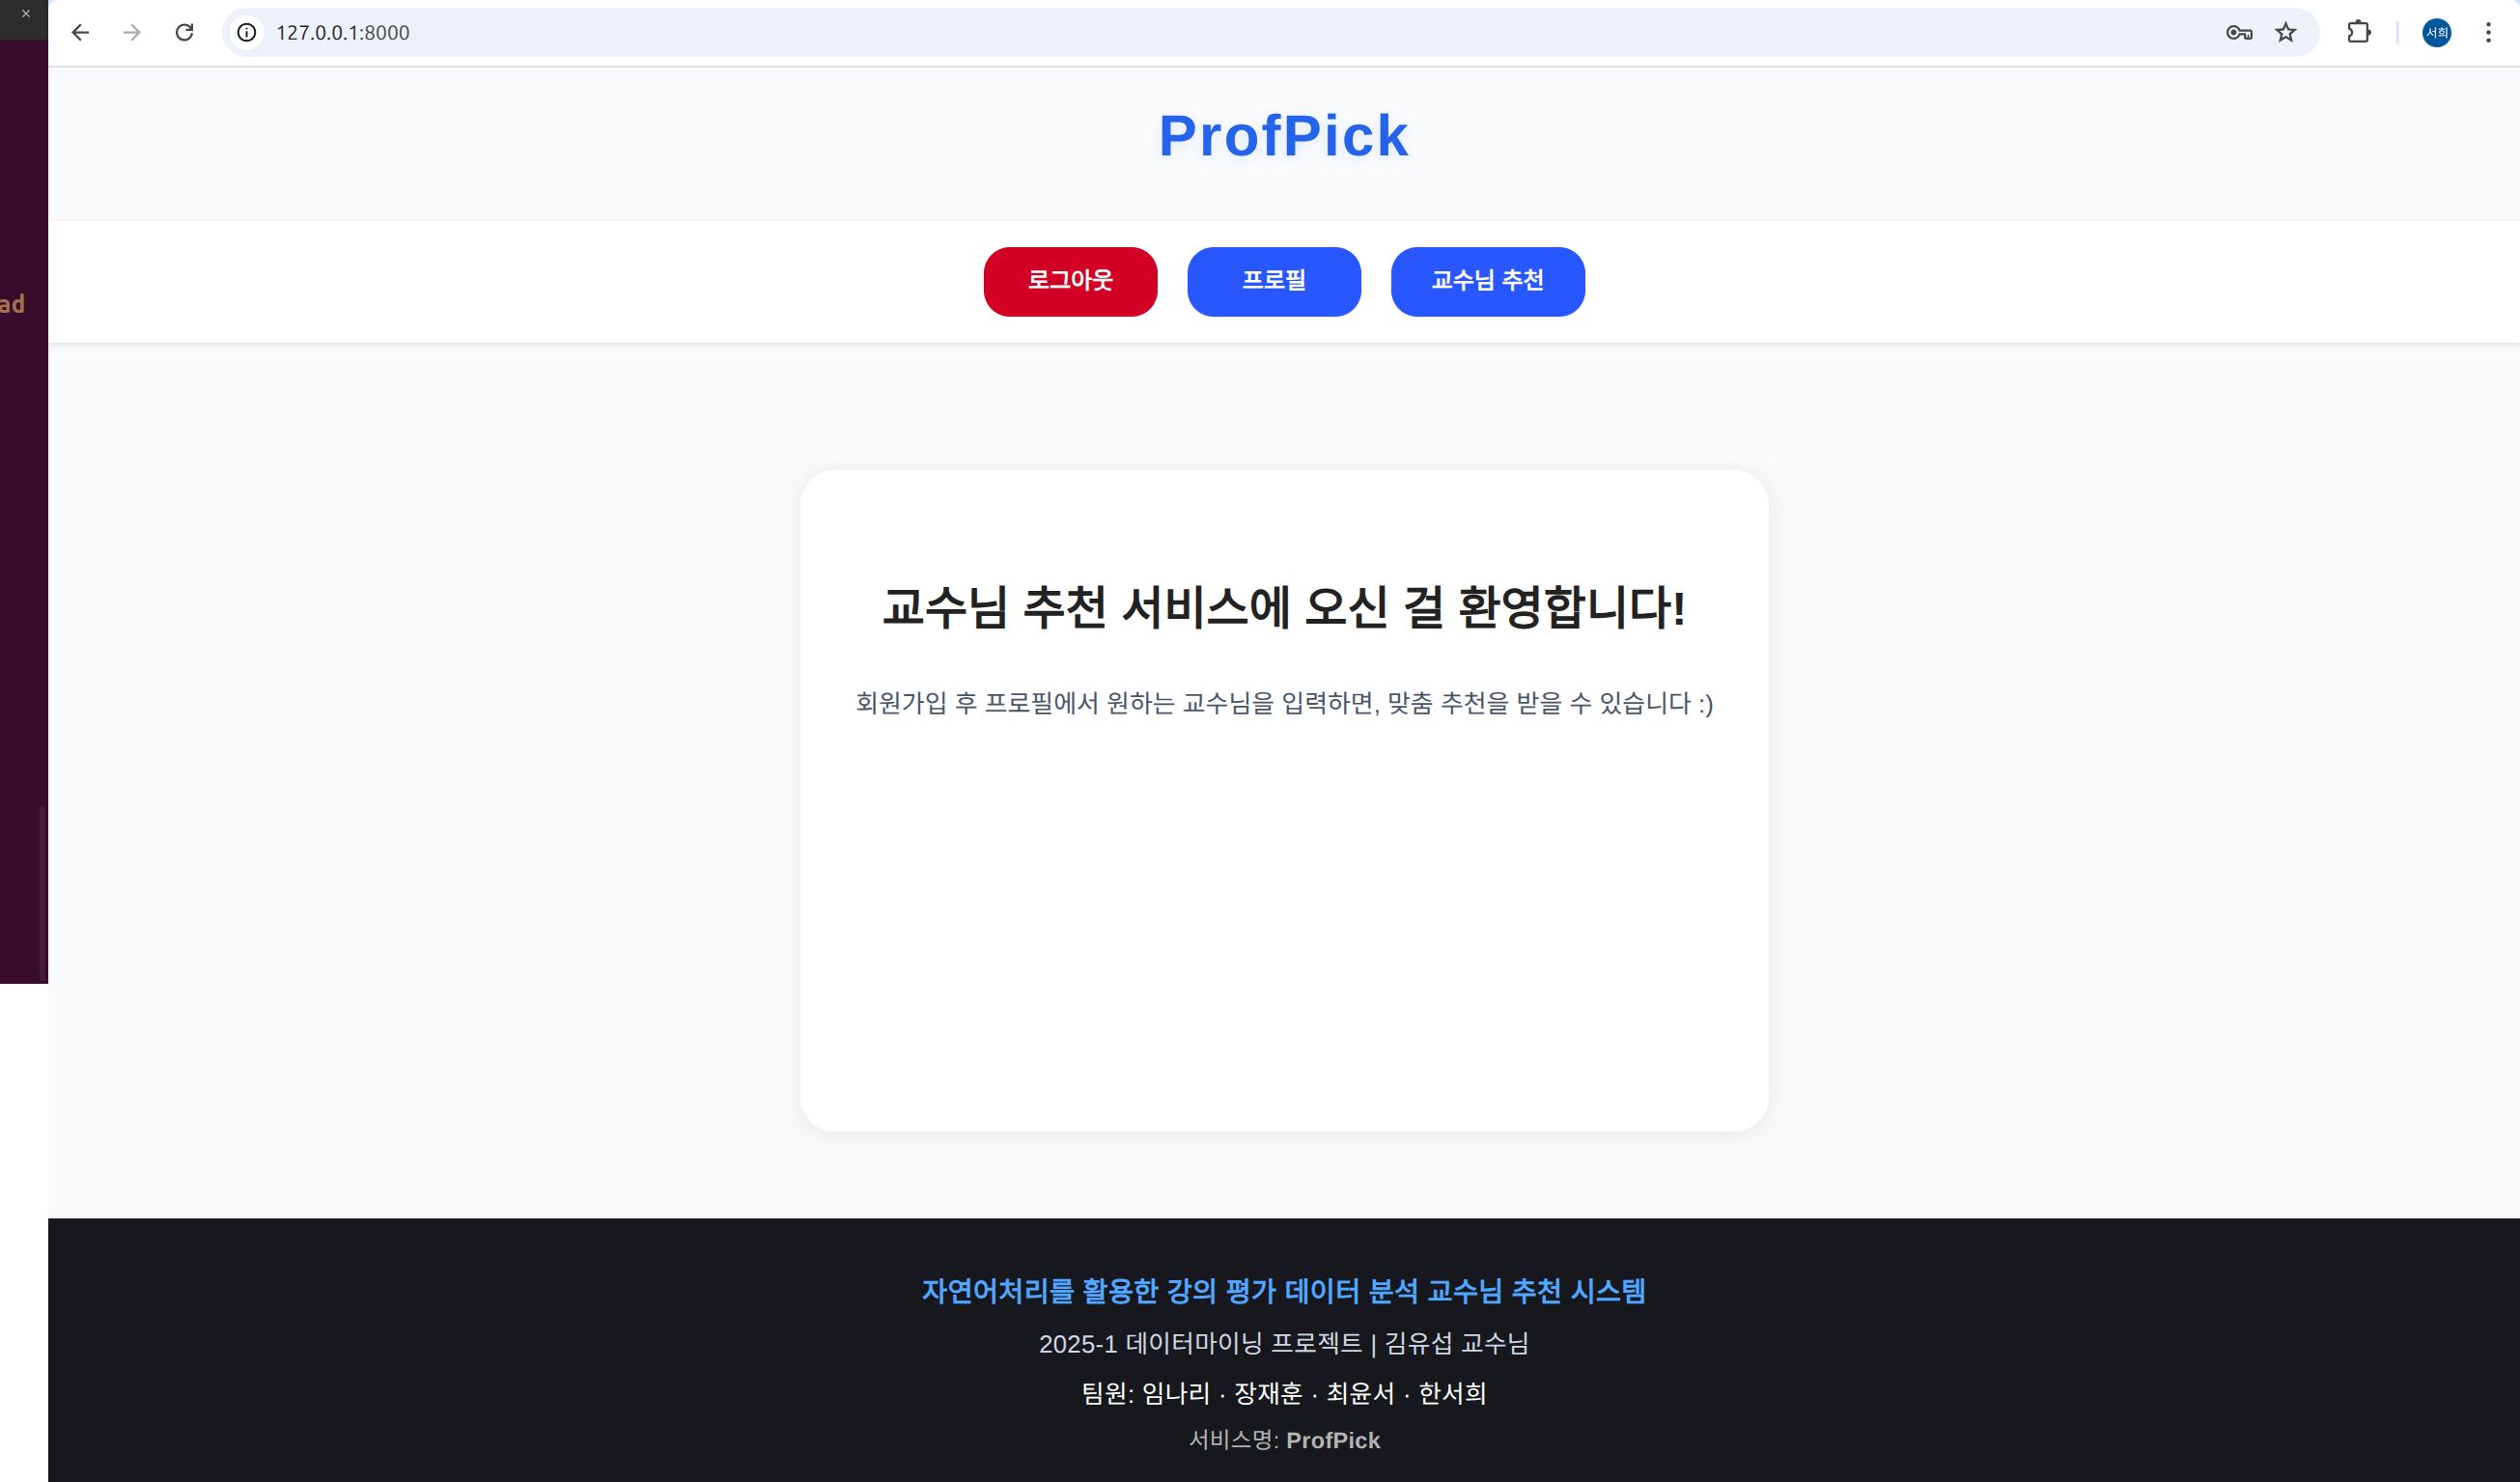 127.0.0.1:8000
서희
ad
ProfPick
로그아웃
프로필
교수님 추천
교수님 추천 서비스에 오신 걸 환영합니다!
회원가입 후 프로필에서 원하는 교수님을 입력하면, 맞춤 추천을 받을 수 있습니다 :)
자연어처리를 활용한 강의 평가 데이터 분석 교수님 추천 시스템
2025-1 데이터마이닝 프로젝트 | 김유섭 교수님
팀원: 임나리 · 장재훈 · 최윤서 · 한서희
서비스명: ProfPick